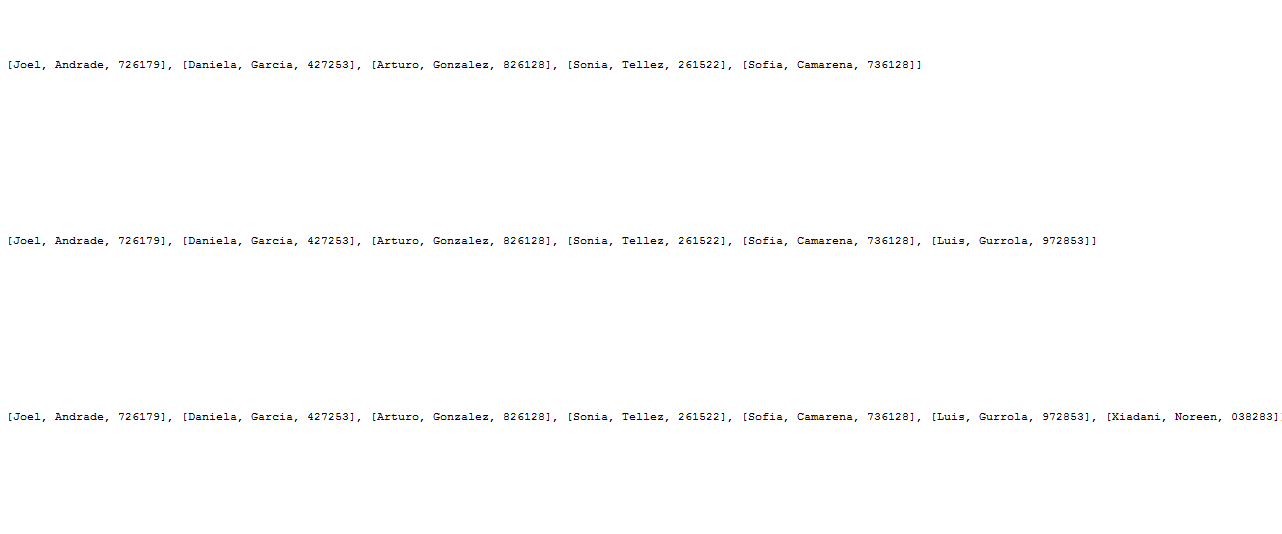 [Joel, Andrade, 726179], [Daniela, Garcia, 427253], [Arturo, Gonzalez, 826128], [Sonia, Tellez, 261522], [Sofia, Camarena, 736128]]
[Joel, Andrade, 726179], [Daniela, Garcia, 427253], [Arturo, Gonzalez, 826128], [Sonia, Tellez, 261522], [Sofia, Camarena, 736128], [Luis, Gurrola, 972853]]
[Joel, Andrade, 726179], [Daniela, Garcia, 427253], [Arturo, Gonzalez, 826128], [Sonia, Tellez, 261522], [Sofia, Camarena, 736128], [Luis, Gurrola, 972853], [Xiadani, Noreen, 038283]]